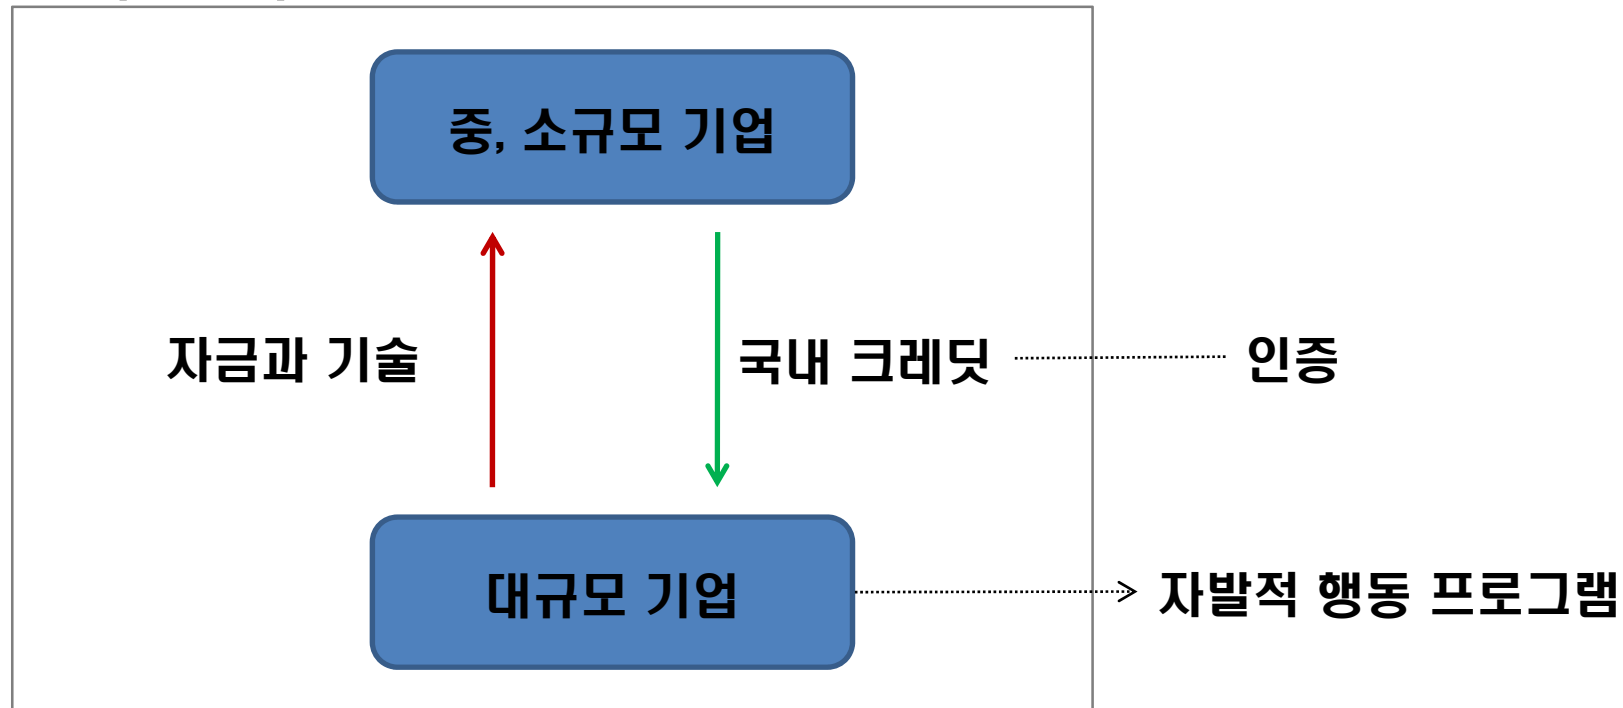 중, 소규모 기업
자금과 기술
국내 크레딧
인증
대규모 기업
자발적 행동 프로그램